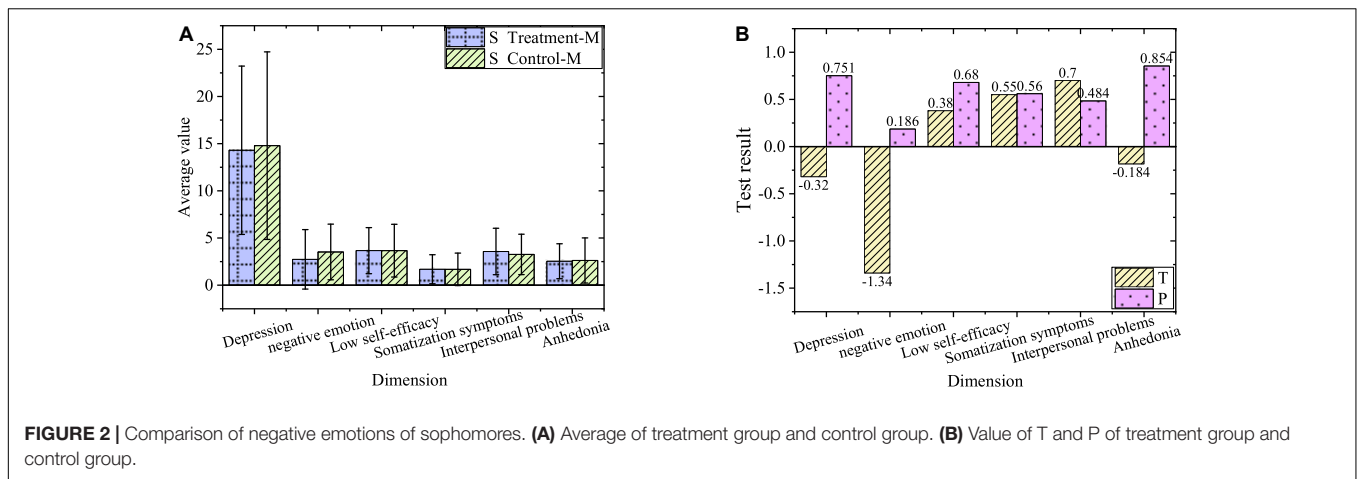 A
S Treatment-M
S Control-M
25
20
15
10
5
0
Average value
Depression
negative emotion
Low self-efficacy
Somatization symptoms
Interpersonal problems
Anhedonia
Dimension
B
1.0
0.5
0.0
-0.5
-1.0
-1.5
Test result
0.751
-0.32
0.186
-1.34
0.38
0.68
0.55
0.56
0.7
0.484
0.854
-0.184
T
P
Depression
negative emotion
Low self-efficacy
Somatization symptoms
Interpersonal problems
Anhedonia
Dimension
FIGURE 2 | Comparison of negative emotions of sophomores. (A) Average of treatment group and control group. (B) Value of T and P of treatment group and
control group.